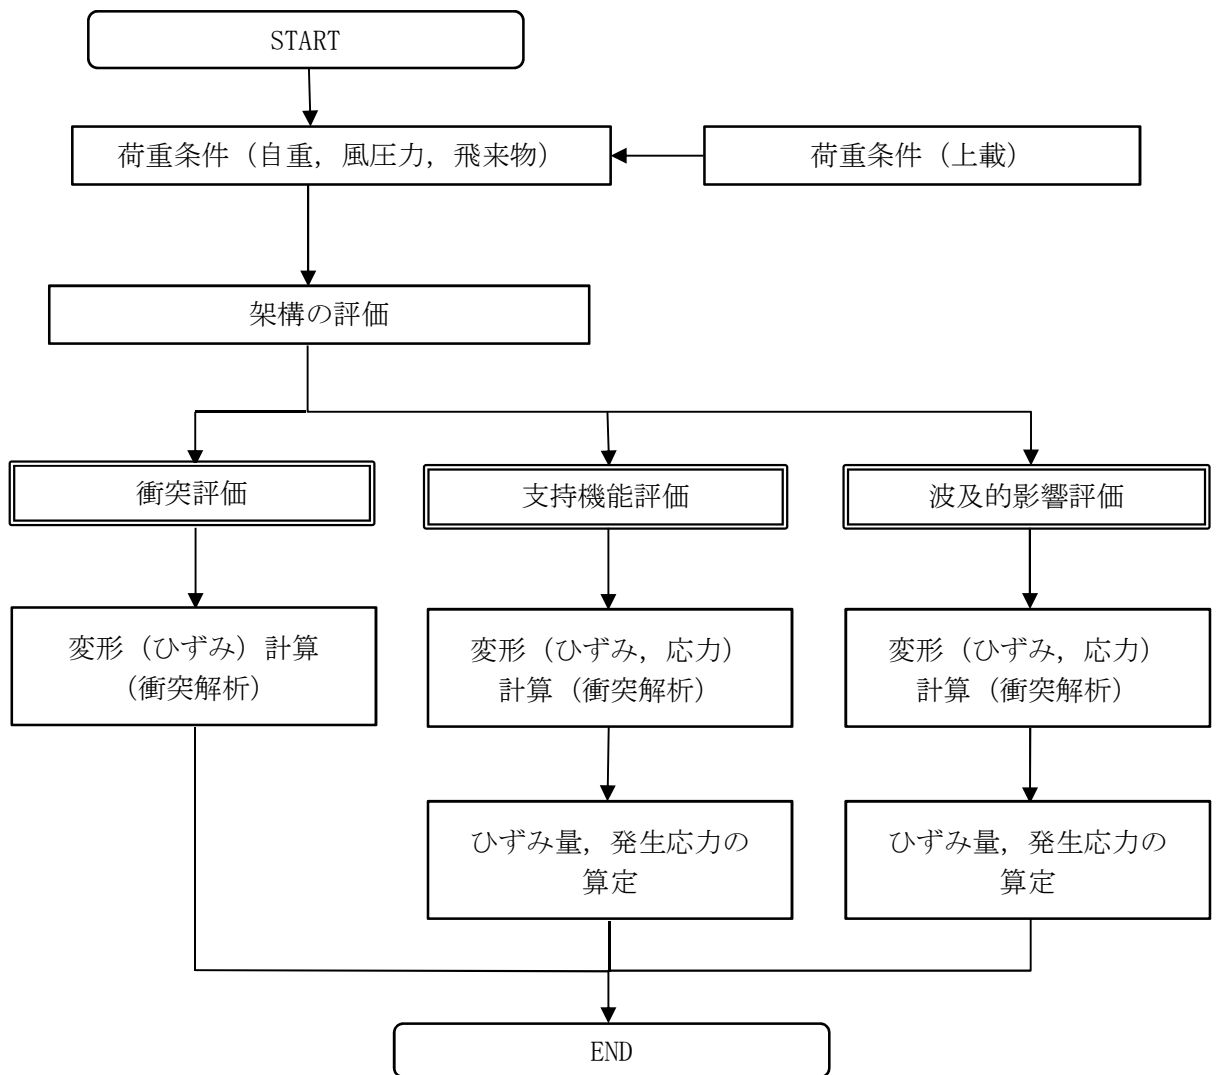 START
荷重条件（自重，風圧力，飛来物）
荷重条件（上載）
架構の評価
衝突評価
支持機能評価
波及的影響評価
変形（ひずみ）計算
（衝突解析）
変形（ひずみ，応力）
計算（衝突解析）
変形（ひずみ，応力）
計算（衝突解析）
ひずみ量，発生応力の
算定
ひずみ量，発生応力の
算定
END